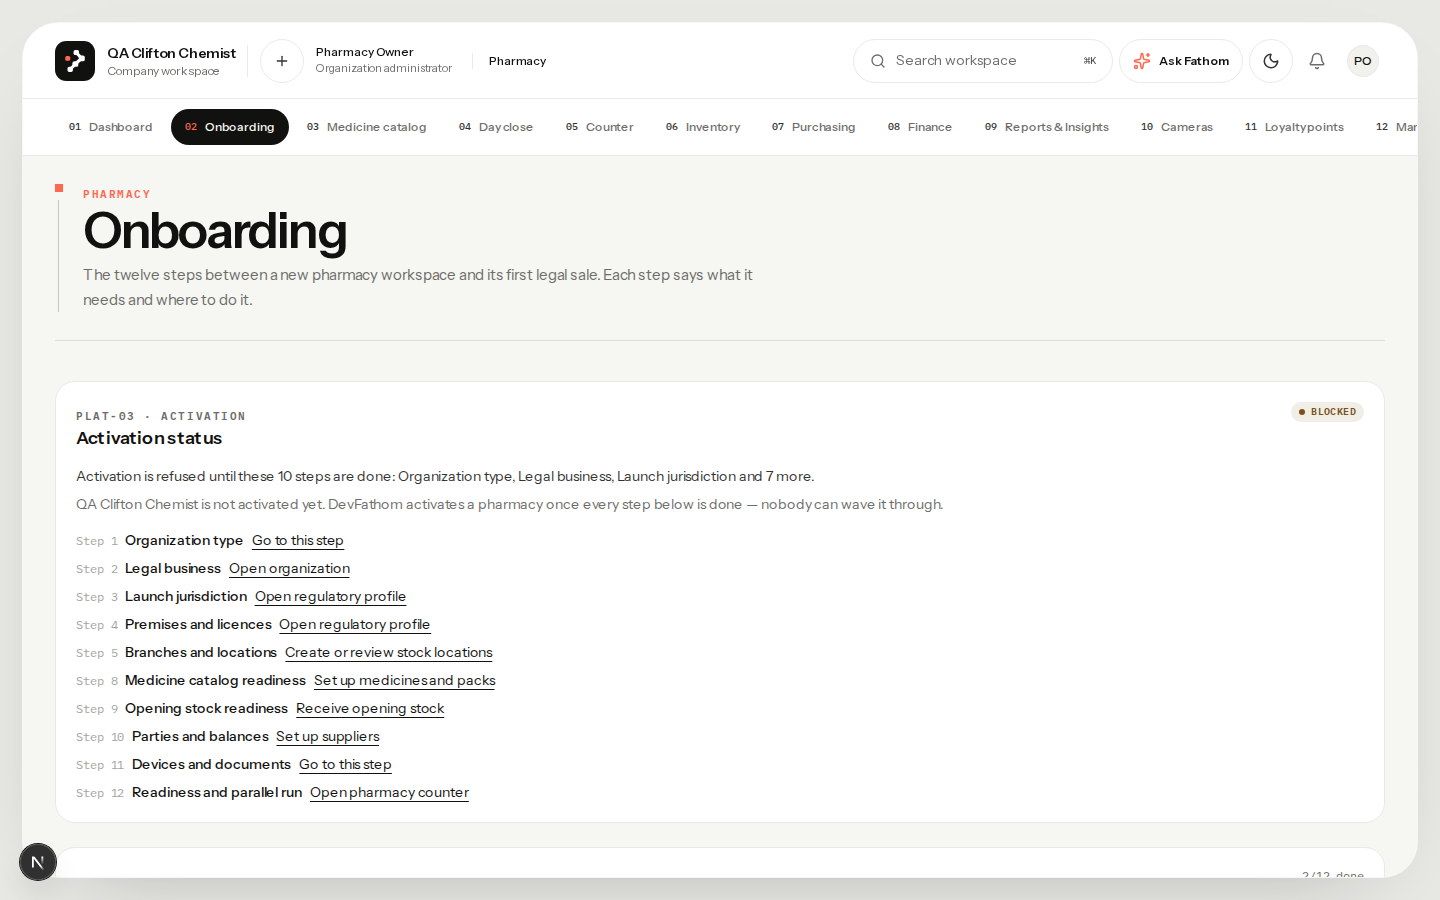 QA Clifton Chemist
Company workspace
Pharmacy Owner
Organization administrator
Pharmacy
Search workspace
⌘K
Ask Fathom
PO
01 Dashboard
02 Onboarding
03 Medicine catalog
04 Day close
05 Counter
06 Inventory
07 Purchasing
08 Finance
09 Reports & Insights
10 Cameras
11 Loyalty points
12 Mar
PHARMACY
Onboarding
The twelve steps between a new pharmacy workspace and its first legal sale. Each step says what it
needs and where to do it.
PLAT-03 · ACTIVATION
BLOCKED
Activation status
Activation is refused until these 10 steps are done: Organization type, Legal business, Launch jurisdiction and 7 more.
QA Clifton Chemist is not activated yet. DevFathom activates a pharmacy once every step below is done — nobody can wave it through.
Step 1 Organization type Go to this step
Step 2 Legal business Open organization
Step 3 Launch jurisdiction Open regulatory profile
Step 4 Premises and licences Open regulatory profile
Step 5 Branches and locations Create or review stock locations
Step 8 Medicine catalog readiness Set up medicines and packs
Step 9 Opening stock readiness Receive opening stock
Step 10 Parties and balances Set up suppliers
Step 11 Devices and documents Go to this step
Step 12 Readiness and parallel run Open pharmacy counter
N
2/12 done